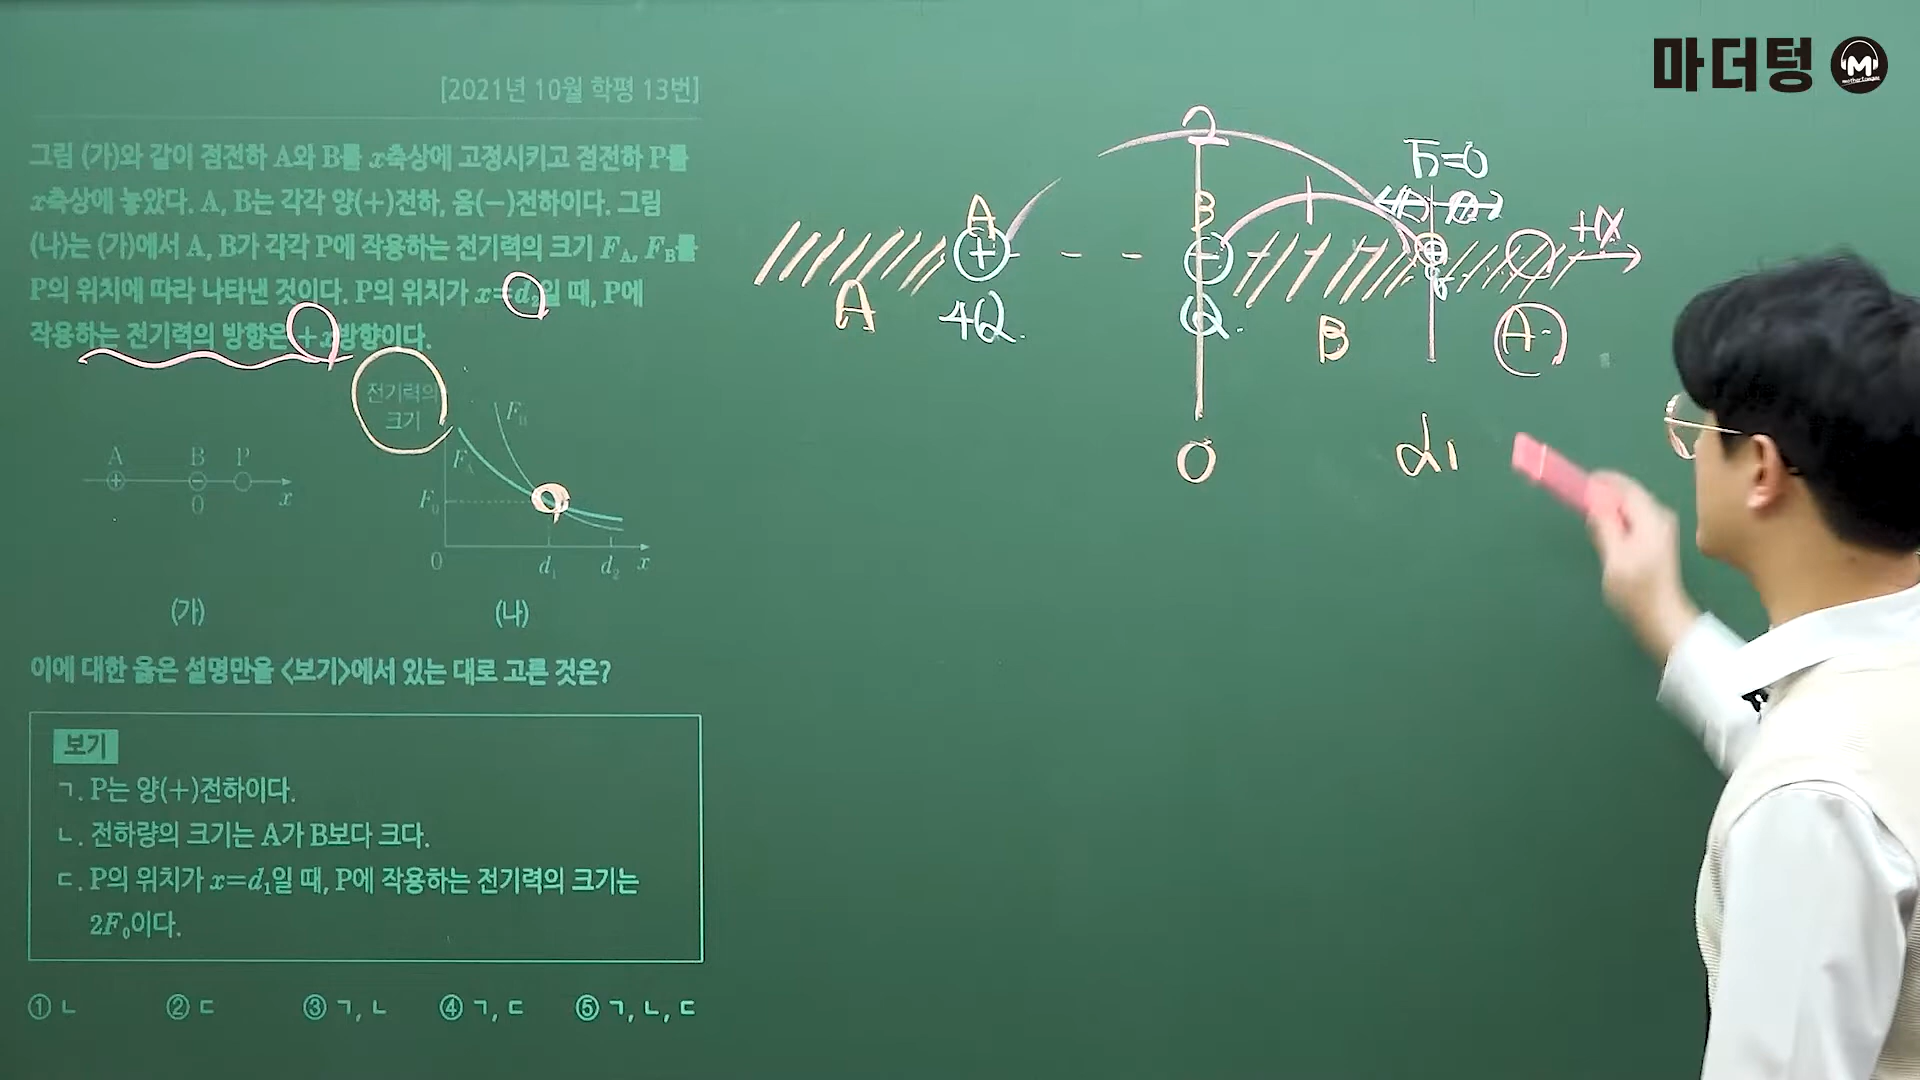 마더텅
[2021년 10월 학평 13번]
그림 (가)와 같이 점전하 A와 B를 x축상에 고정시키고 점전하 P를
x축상에 놓았다. A, B는 각각 양(+)전하, 음(-)전하이다. 그림
(나)는 (가)에서 A, B가 각각 P에 작용하는 전기력의 크기 F_A, F_B를
P의 위치에 따라 나타낸 것이다. P의 위치가 x=d₂일 때, P에
작용하는 전기력의 방향은 +x방향이다.
A B P
+ -
0 x
(가)
전기력의
크기
F_A F_B
F₀
0 d₁ d₂ x
(나)
이에 대한 옳은 설명만을 <보기>에서 있는 대로 고른 것은?
보기
ㄱ. P는 양(+)전하이다.
ㄴ. 전하량의 크기는 A가 B보다 크다.
ㄷ. P의 위치가 x=d₁일 때, P에 작용하는 전기력의 크기는
2F₀이다.
① ㄴ ② ㄷ ③ ㄱ, ㄴ ④ ㄱ, ㄷ ⑤ ㄱ, ㄴ, ㄷ
2
F=0
A B
+ - +x
A 4Q Q B A
0 d1